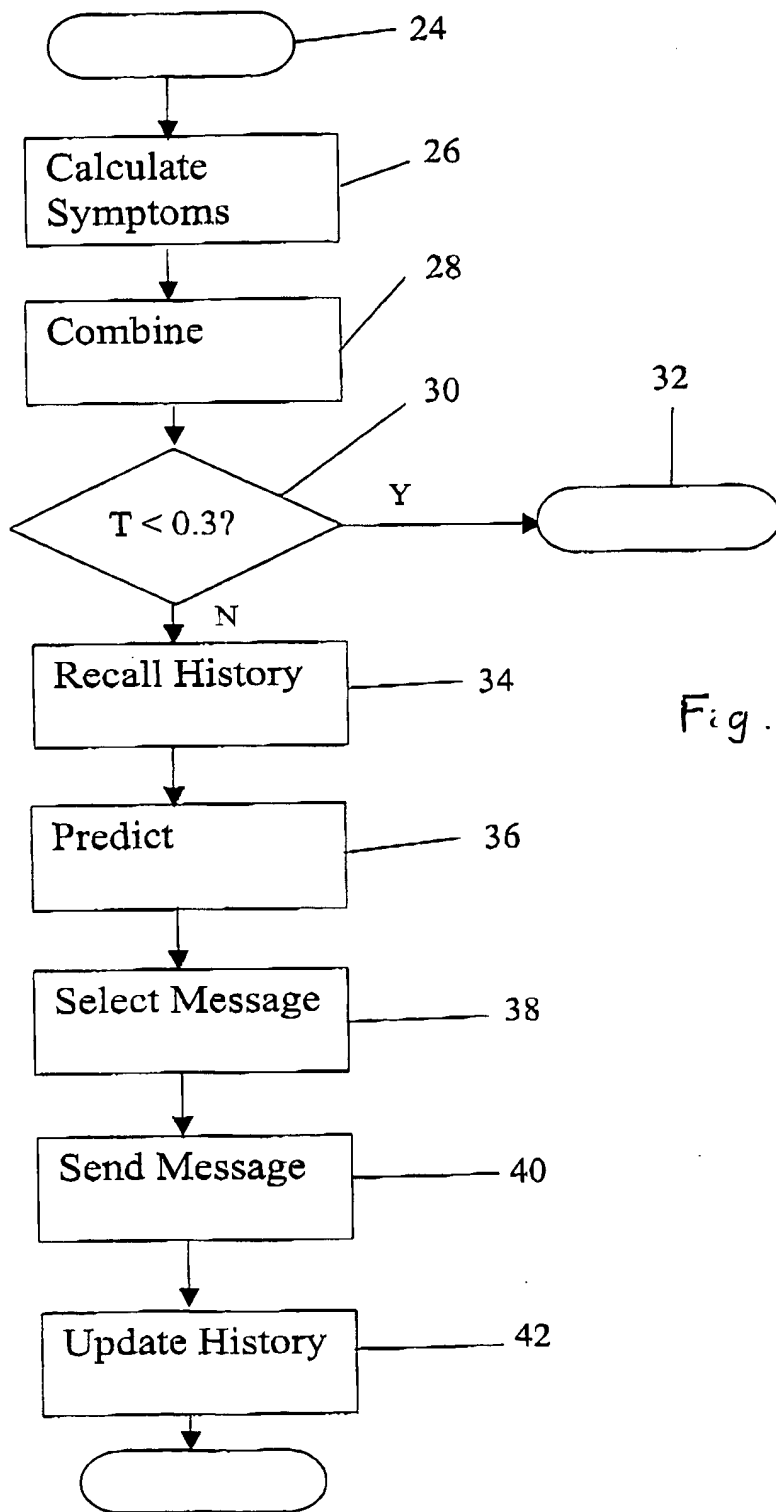 24
Calculate
Symptoms
26
Combine
28
T < 0.3?
30
Y
32
N
Recall History
34
Fig.
Predict
36
Select Message
38
Send Message
40
Update History
42